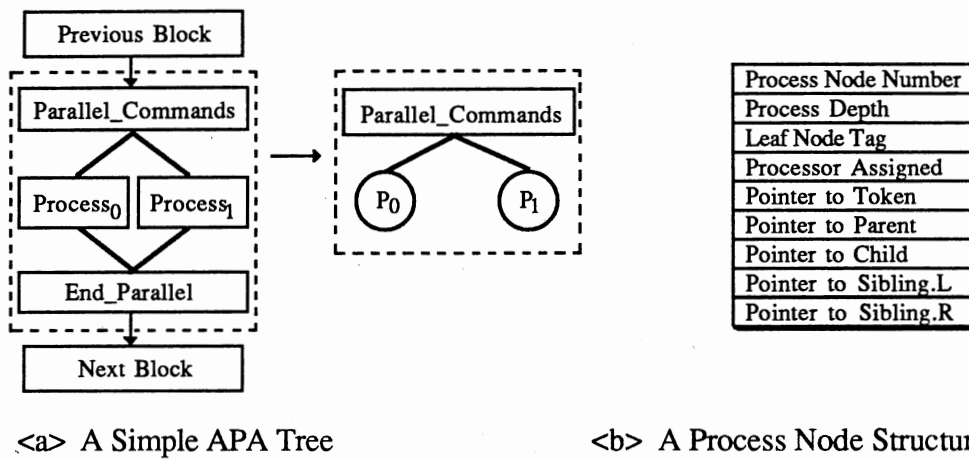 Previous Block
Parallel_Commands
Process0
Process1
End_Parallel
Next Block
Parallel_Commands
P0
P1
Process Node Number
Process Depth
Leaf Node Tag
Processor Assigned
Pointer to Token
Pointer to Parent
Pointer to Child
Pointer to Sibling.L
Pointer to Sibling.R
<a> A Simple APA Tree
<b> A Process Node Structur